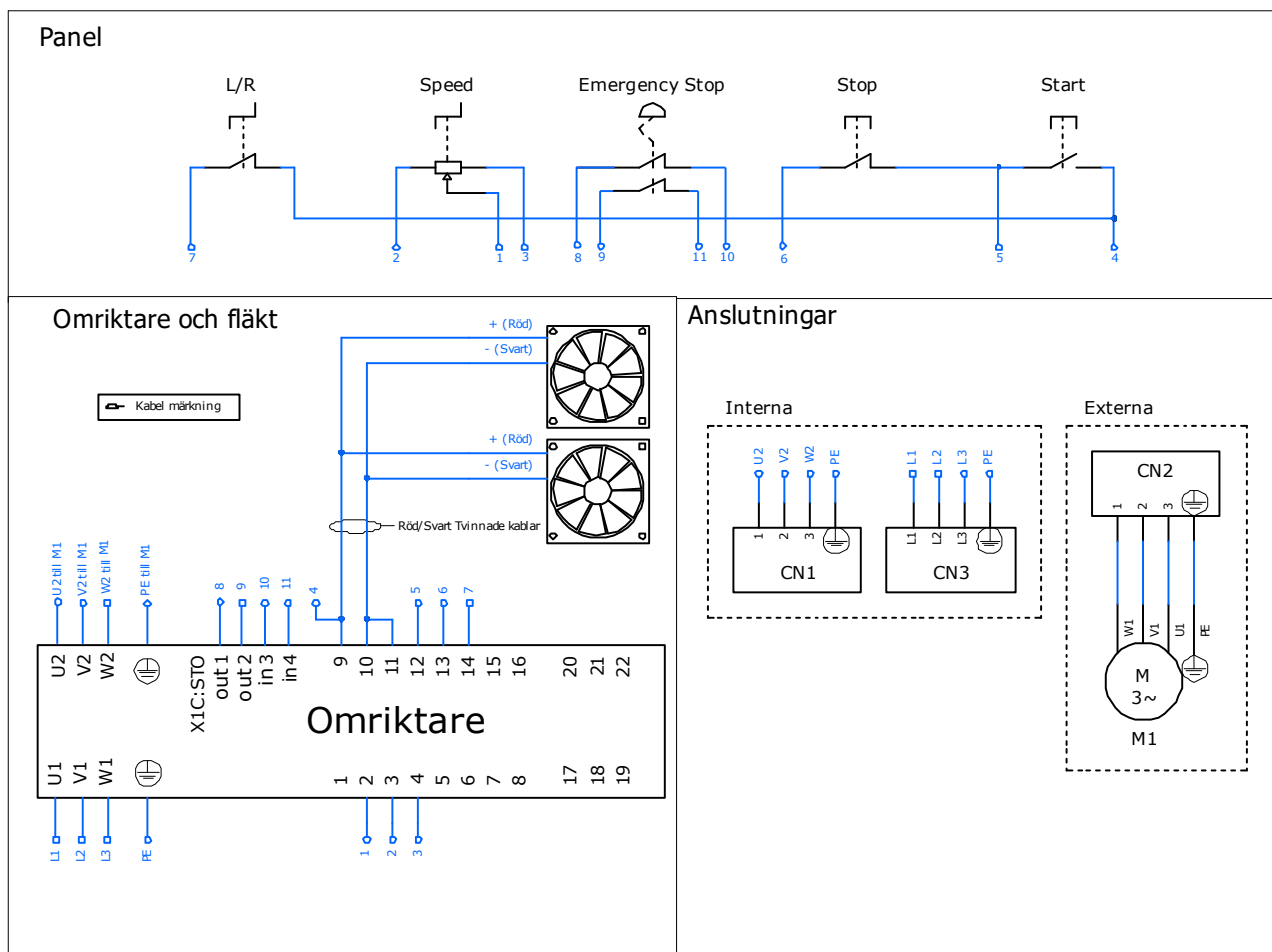 Panel
L/R
Speed
Emergency Stop
Stop
Start
7
2
1
3
8
9
11
10
6
5
4
Omriktare och fläkt
+ (Röd)
- (Svart)
Kabel märkning
+ (Röd)
- (Svart)
Röd/Svart Tvinnade kablar
U2 till M1
V2 till M1
W2 till M1
PE till M1
8
9
10
11
4
5
6
7
U2
V2
W2
X1C:STO
out 1
out 2
in3
in4
9
10
11
12
13
14
15
16
20
21
22
Omriktare
U1
V1
W1
1
2
3
4
5
6
7
8
17
18
19
L1
L2
L3
PE
1
2
3
Anslutningar
Interna
U2
V2
W2
PE
1
2
3
CN1
L1
L2
L3
PE
L1
L2
L3
CN3
Externa
CN2
1
2
3
W1
V1
U1
PE
M
3~
M1